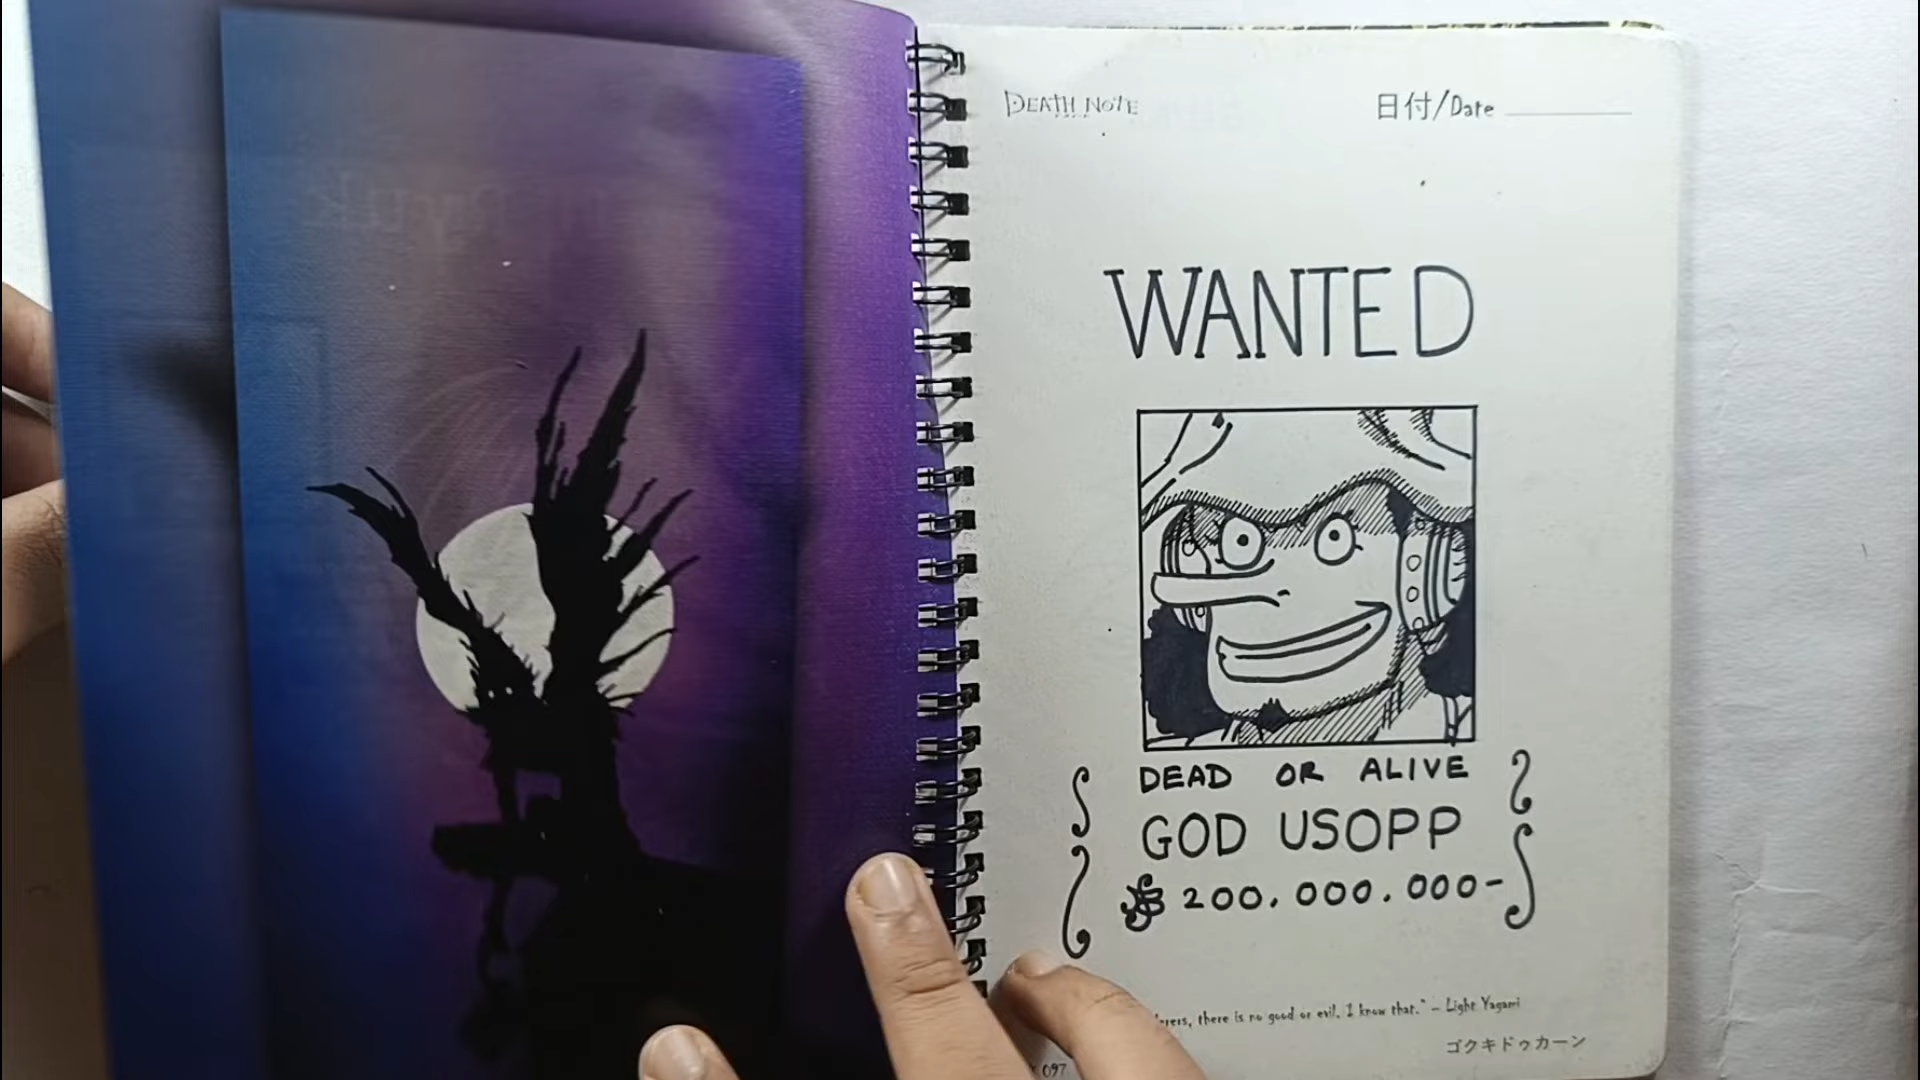 DEATH NOTE
日付/Date
WANTED
DEAD OR ALIVE
GOD USOPP
200.000.000-
there is no good or evil. I know that." – Light Yagami
ゴクキドゥカーン
097